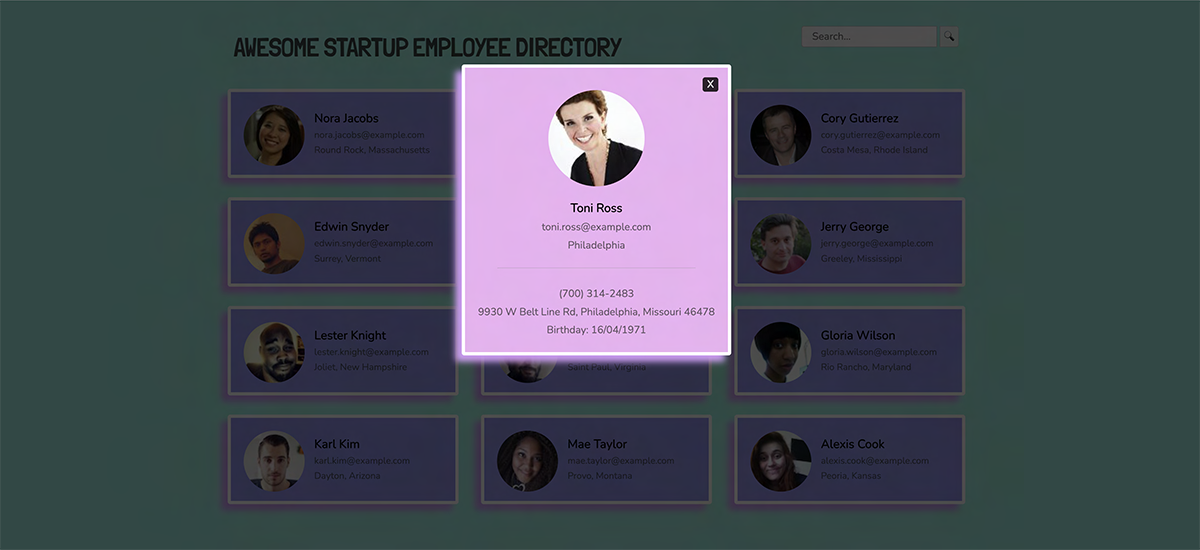 AWESOME STARTUP EMPLOYEE DIRECTORY
Search...
X
Toni Ross
toni.ross@example.com
Philadelphia
(700) 314-2483
9930 W Belt Line Rd, Philadelphia, Missouri 46478
Birthday: 16/04/1971
Nora Jacobs
nora.jacobs@example.com
Round Rock, Massachusetts
Cory Gutierrez
cory.gutierrez@example.com
Costa Mesa, Rhode Island
Edwin Snyder
edwin.snyder@example.com
Surrey, Vermont
Jerry George
jerry.george@example.com
Greeley, Mississippi
Lester Knight
lester.knight@example.com
Joliet, New Hampshire
Saint Paul, Virginia
Gloria Wilson
gloria.wilson@example.com
Rio Rancho, Maryland
Karl Kim
karl.kim@example.com
Dayton, Arizona
Mae Taylor
mae.taylor@example.com
Provo, Montana
Alexis Cook
alexis.cook@example.com
Peoria, Kansas